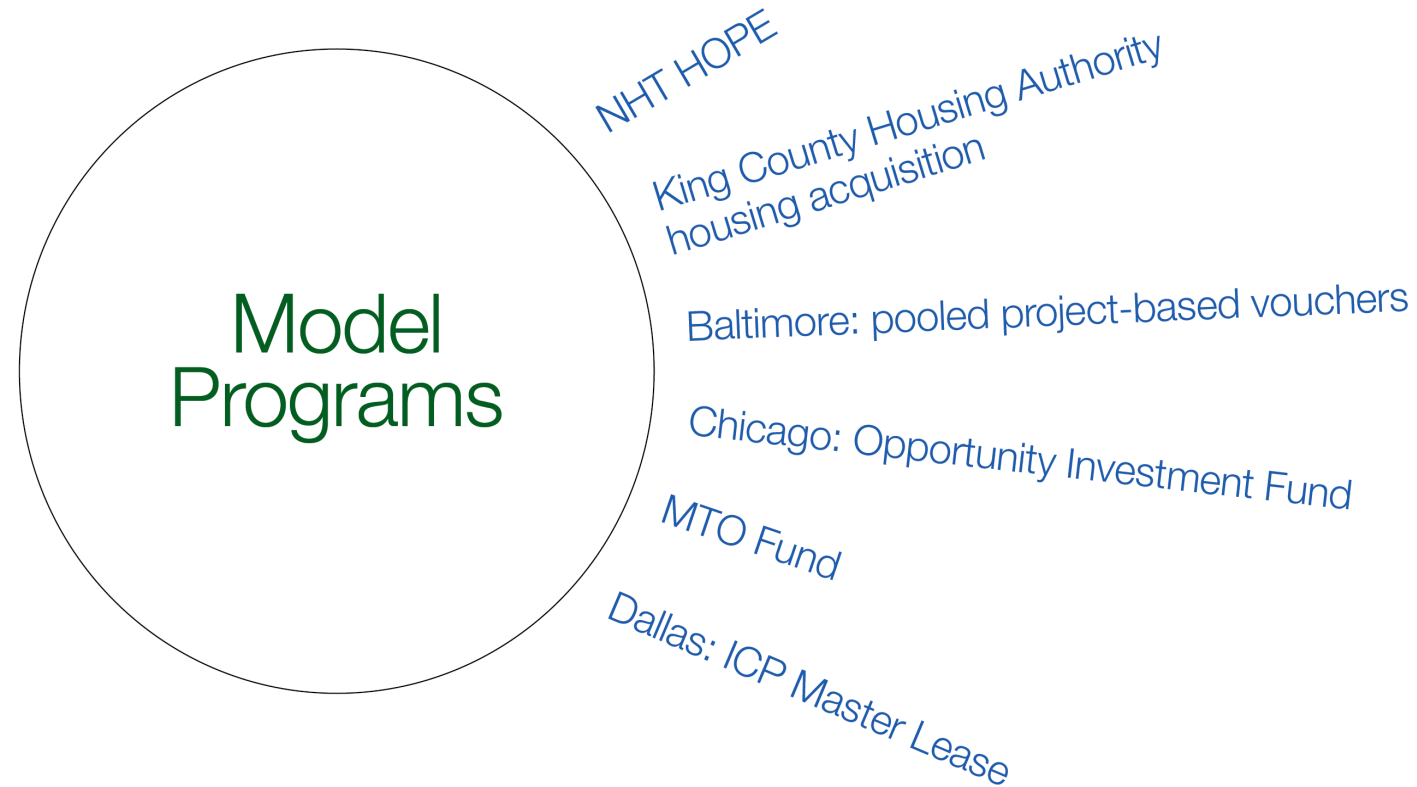 Model
Programs
NHT HOPE
King County Housing Authority
housing acquisition
Baltimore: pooled project-based vouchers
Chicago: Opportunity Investment Fund
MTO Fund
Dallas: ICP Master Lease